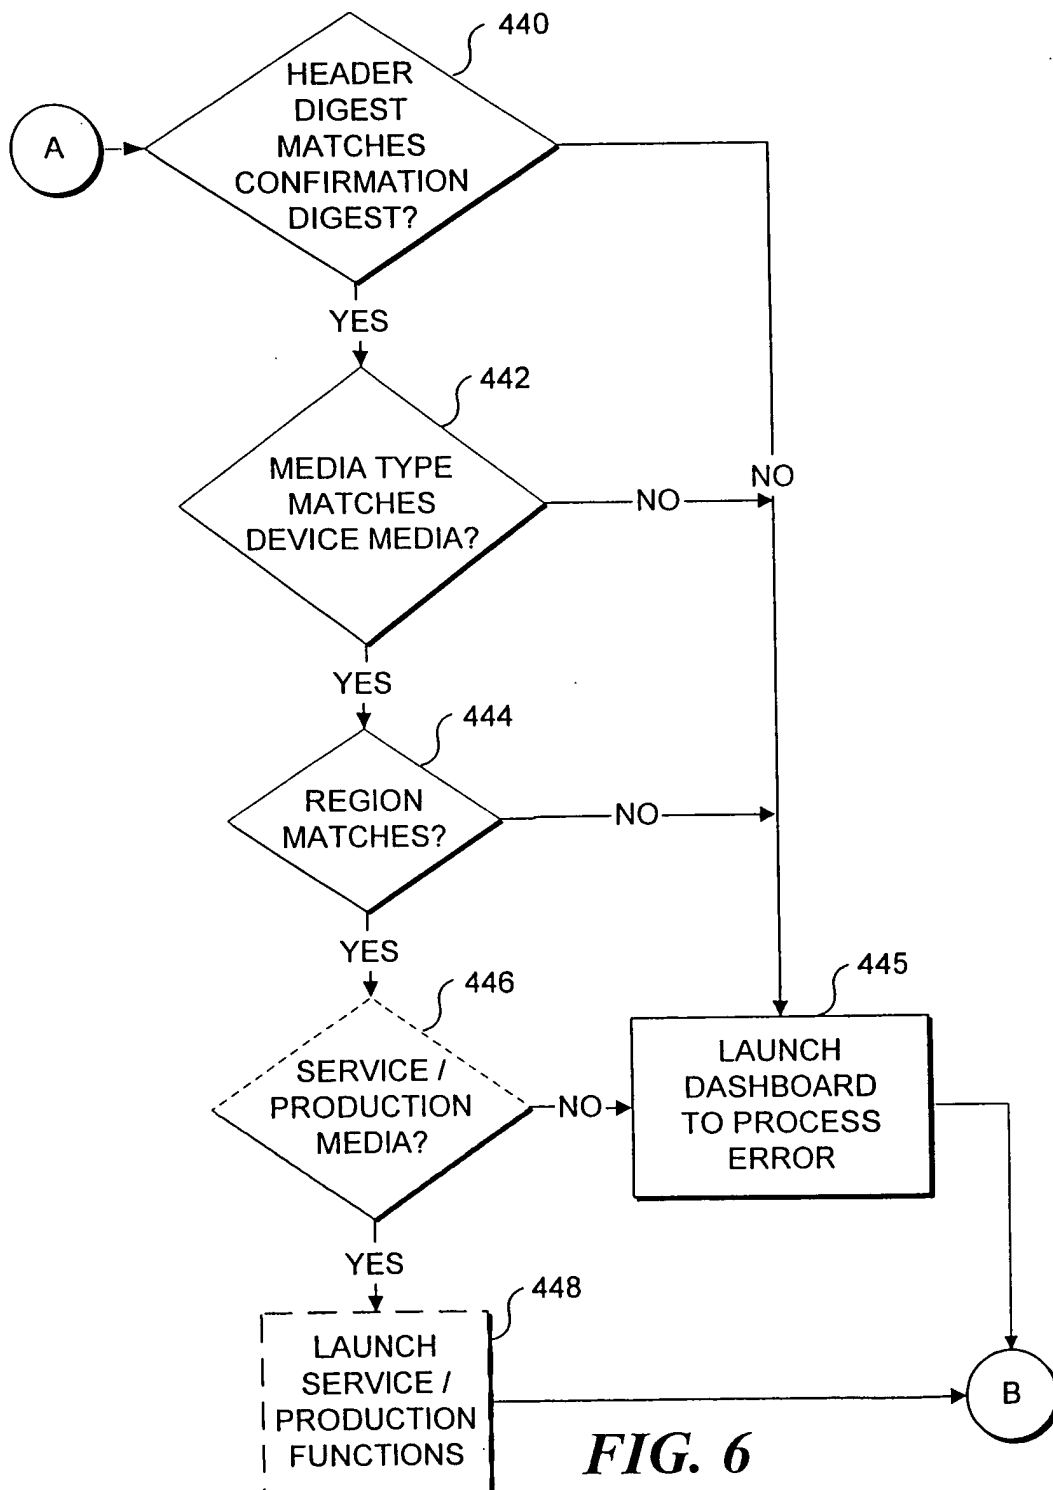 440
HEADER
DIGEST
MATCHES
CONFIRMATION
DIGEST?
A
YES
442
MEDIA TYPE
MATCHES
DEVICE MEDIA?
NO
NO
YES
444
REGION
MATCHES?
NO
YES
446
SERVICE /
PRODUCTION
MEDIA?
NO
445
LAUNCH
DASHBOARD
TO PROCESS
ERROR
YES
448
LAUNCH
SERVICE /
PRODUCTION
FUNCTIONS
B
FIG. 6